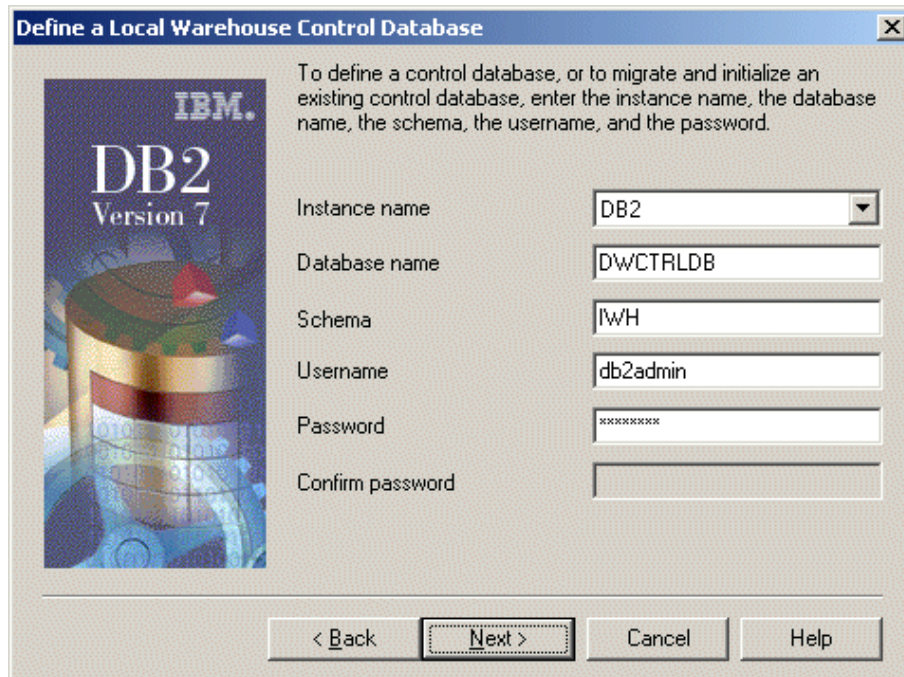 Define a Local Warehouse Control Database
To define a control database, or to migrate and initialize an
existing control database, enter the instance name, the database
name, the schema, the username, and the password.
IBM.
DB2
Version 7
Instance name DB2
Database name DWCTRLDB
Schema IWH
Username db2admin
Password ********
Confirm password
< Back Next > Cancel Help